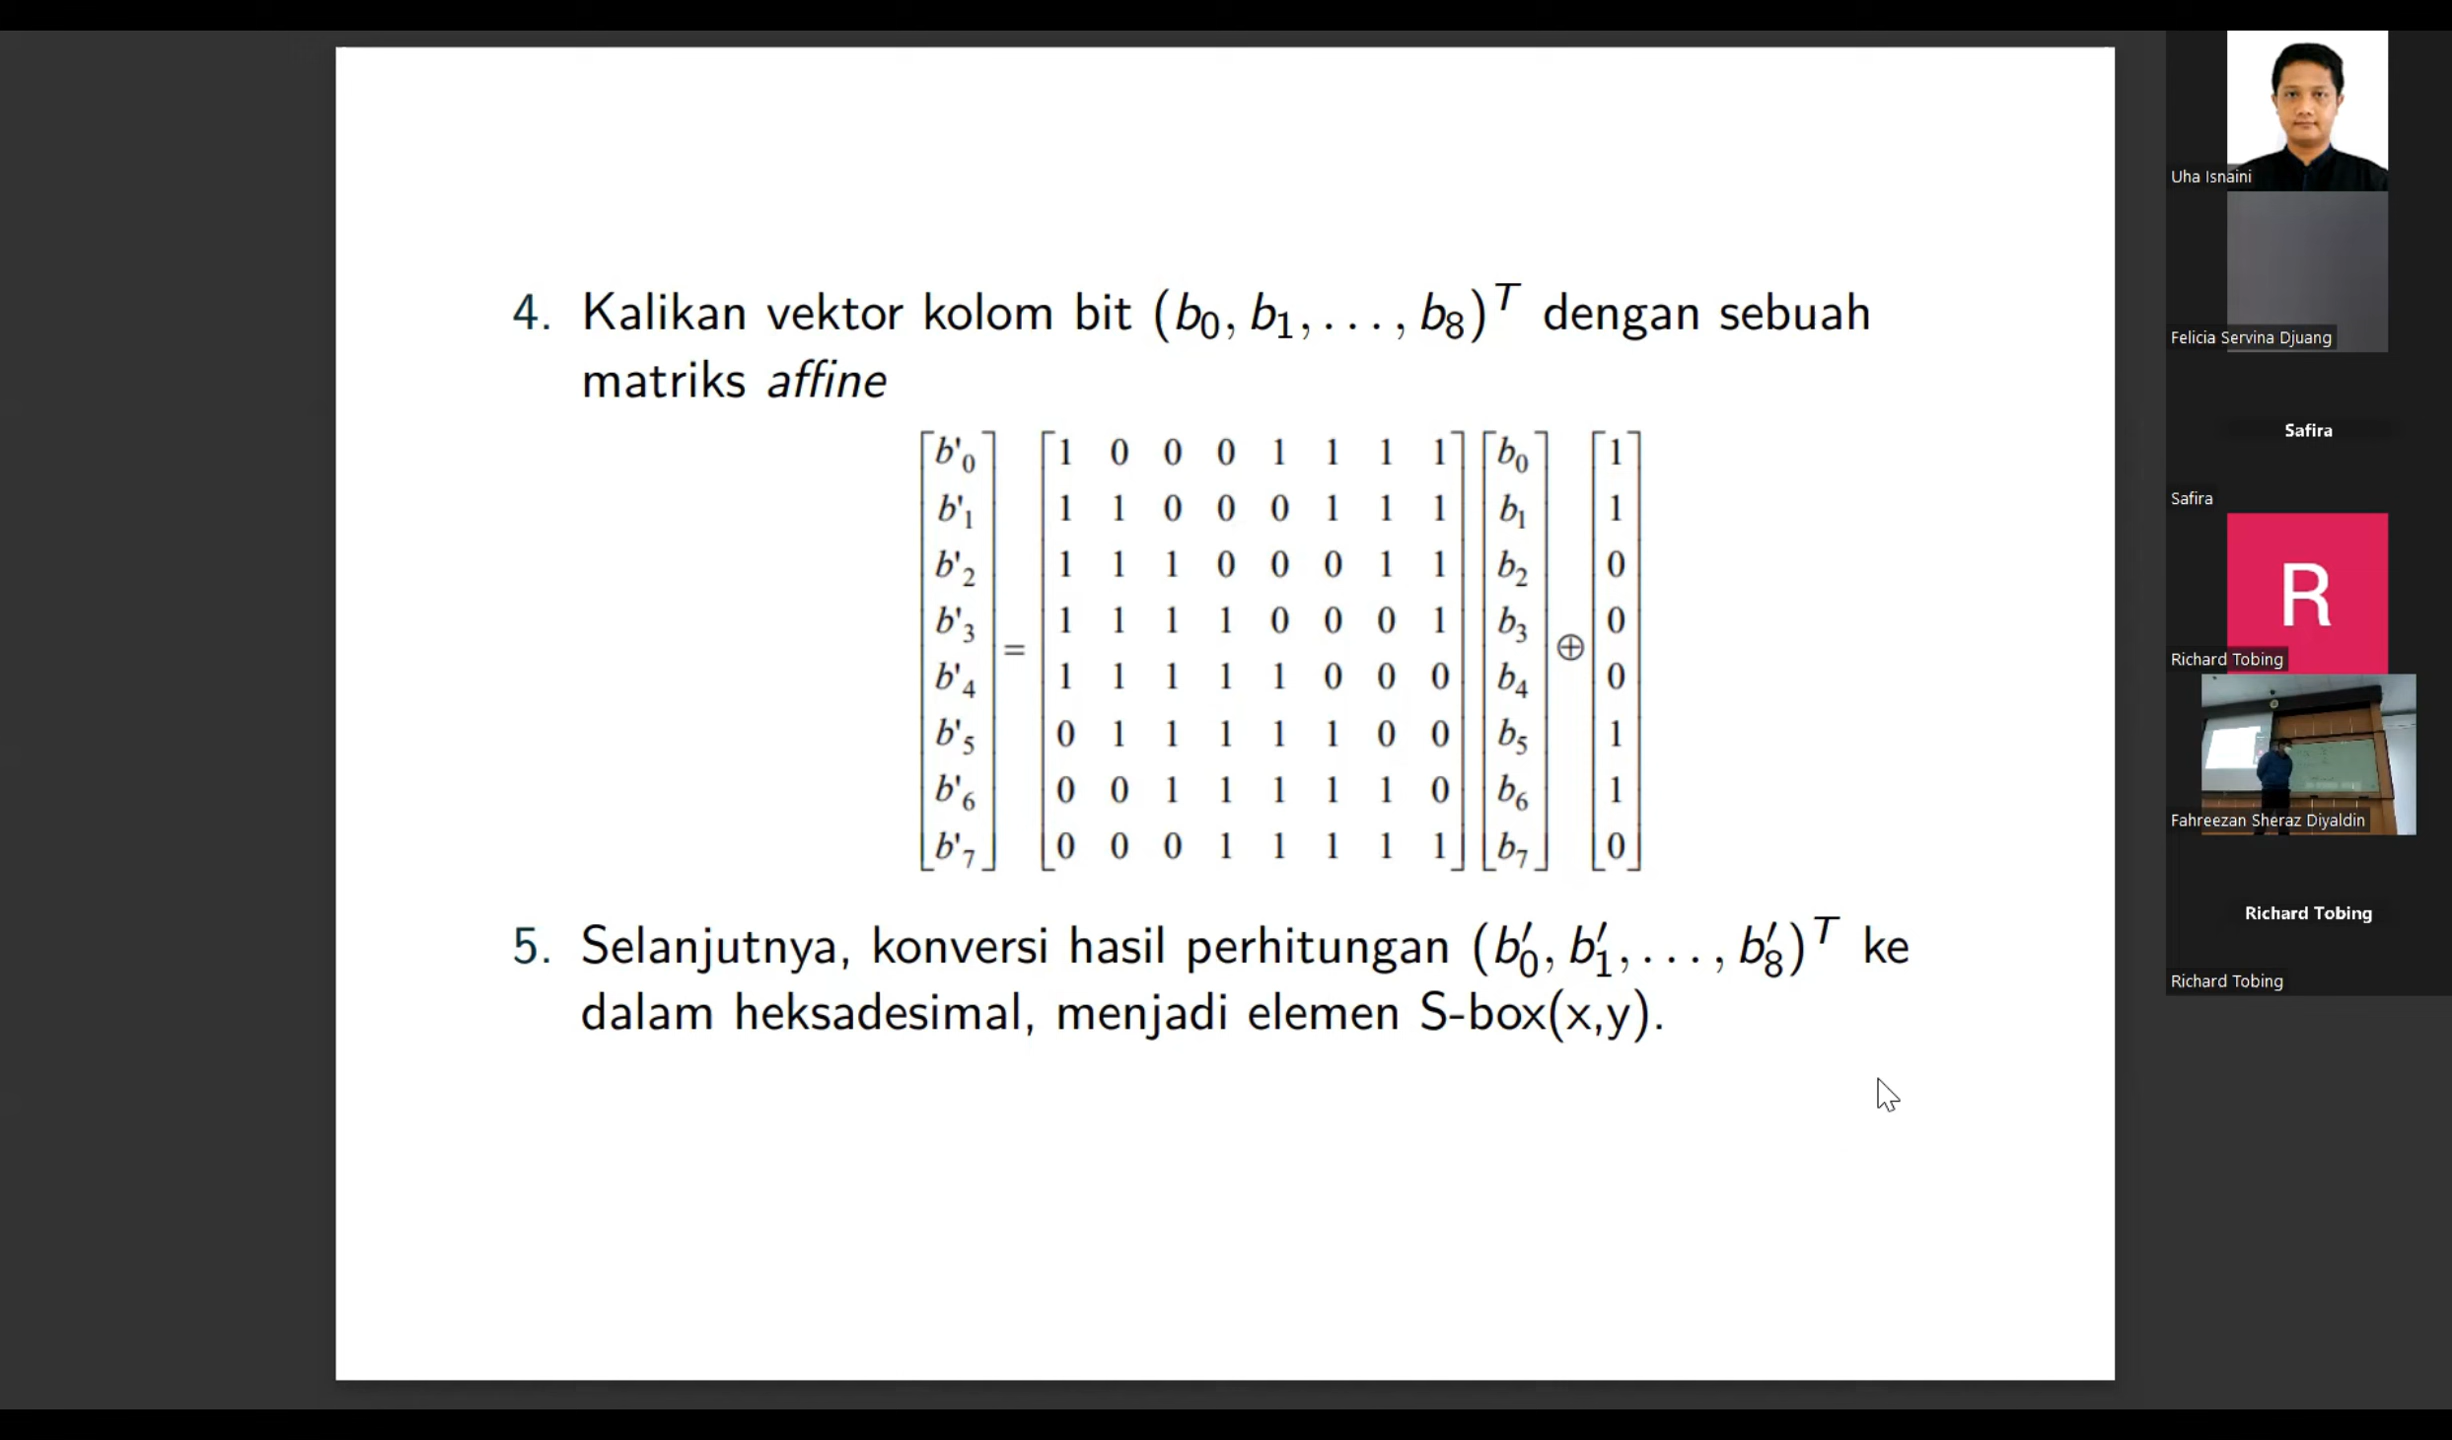 4. Kalikan vektor kolom bit (b₀, b₁, . . . , b₈)ᵀ dengan sebuah
matriks affine
[b'₀] [1 0 0 0 1 1 1 1] [b₀] [1]
[b'₁] [1 1 0 0 0 1 1 1] [b₁] [1]
[b'₂] [1 1 1 0 0 0 1 1] [b₂] [0]
[b'₃] [1 1 1 1 0 0 0 1] [b₃] [0]
= ⊕
[b'₄] [1 1 1 1 1 0 0 0] [b₄] [0]
[b'₅] [0 1 1 1 1 1 0 0] [b₅] [1]
[b'₆] [0 0 1 1 1 1 1 0] [b₆] [1]
[b'₇] [0 0 0 1 1 1 1 1] [b₇] [0]
5. Selanjutnya, konversi hasil perhitungan (b′₀, b′₁, . . . , b′₈)ᵀ ke
dalam heksadesimal, menjadi elemen S-box(x,y).
Uha Isnaini
Felicia Servina Djuang
Safira
Safira
R
Richard Tobing
Fahreezan Sheraz Diyaldin
Richard Tobing
Richard Tobing